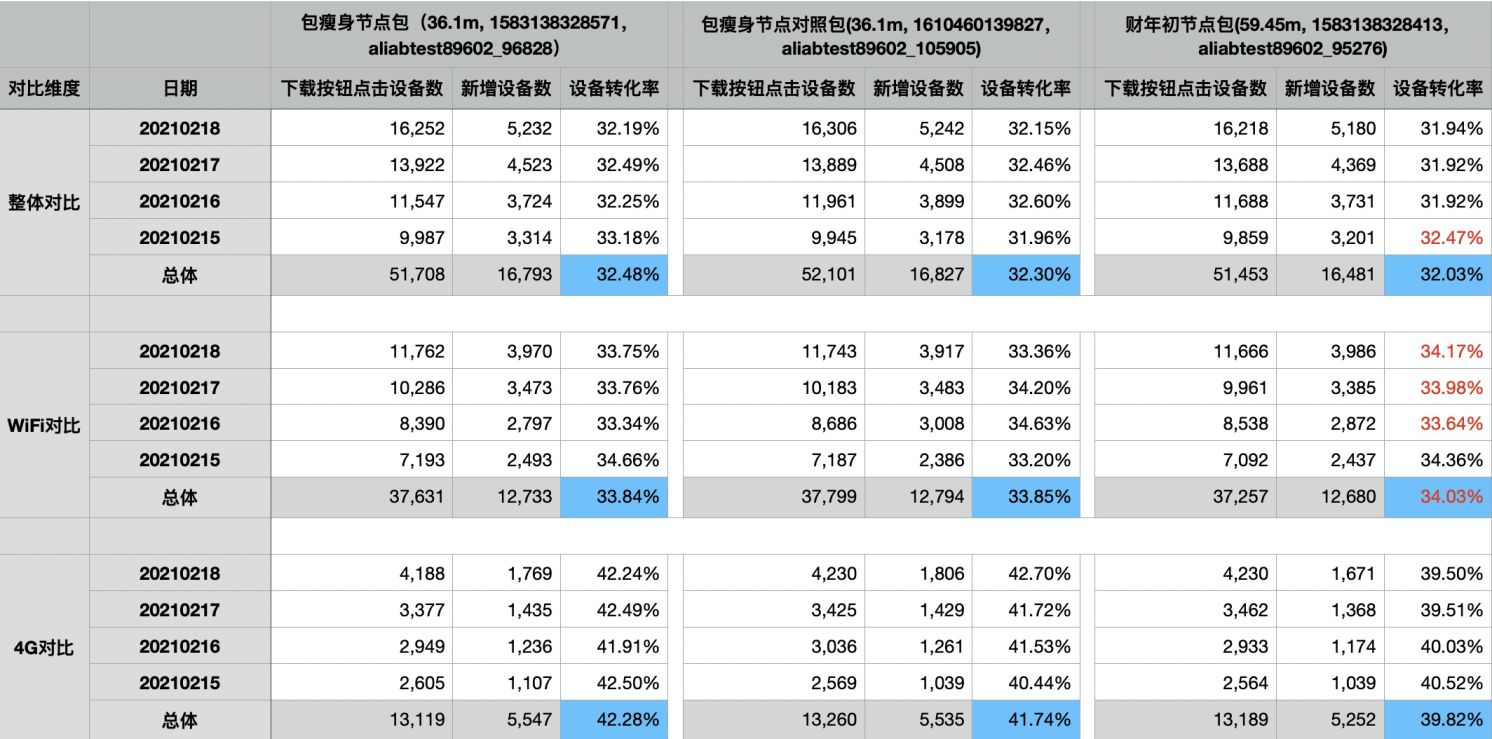 包瘦身节点包（36.1m, 1583138328571, aliabtest89602_96828） 包瘦身节点对照包(36.1m, 1610460139827, aliabtest89602_105905) 财年初节点包(59.45m, 1583138328413, aliabtest89602_95276)
对比维度 日期 下载按钮点击设备数 新增设备数 设备转化率 下载按钮点击设备数 新增设备数 设备转化率 下载按钮点击设备数 新增设备数 设备转化率
整体对比
20210218 16,252 5,232 32.19% 16,306 5,242 32.15% 16,218 5,180 31.94%
20210217 13,922 4,523 32.49% 13,889 4,508 32.46% 13,688 4,369 31.92%
20210216 11,547 3,724 32.25% 11,961 3,899 32.60% 11,688 3,731 31.92%
20210215 9,987 3,314 33.18% 9,945 3,178 31.96% 9,859 3,201 32.47%
总体 51,708 16,793 32.48% 52,101 16,827 32.30% 51,453 16,481 32.03%
WiFi对比
20210218 11,762 3,970 33.75% 11,743 3,917 33.36% 11,666 3,986 34.17%
20210217 10,286 3,473 33.76% 10,183 3,483 34.20% 9,961 3,385 33.98%
20210216 8,390 2,797 33.34% 8,686 3,008 34.63% 8,538 2,872 33.64%
20210215 7,193 2,493 34.66% 7,187 2,386 33.20% 7,092 2,437 34.36%
总体 37,631 12,733 33.84% 37,799 12,794 33.85% 37,257 12,680 34.03%
4G对比
20210218 4,188 1,769 42.24% 4,230 1,806 42.70% 4,230 1,671 39.50%
20210217 3,377 1,435 42.49% 3,425 1,429 41.72% 3,462 1,368 39.51%
20210216 2,949 1,236 41.91% 3,036 1,261 41.53% 2,933 1,174 40.03%
20210215 2,605 1,107 42.50% 2,569 1,039 40.44% 2,564 1,039 40.52%
总体 13,119 5,547 42.28% 13,260 5,535 41.74% 13,189 5,252 39.82%